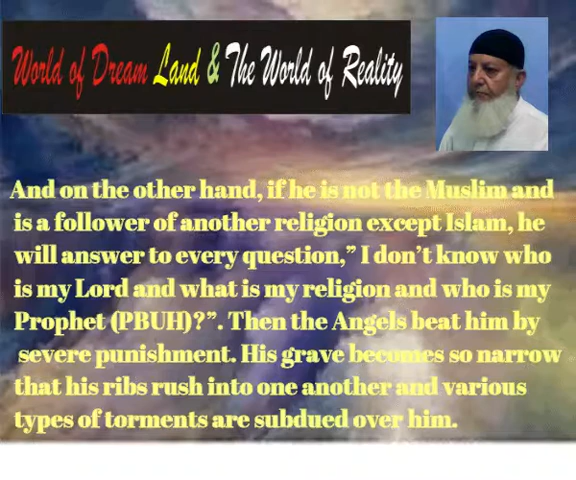 World of Dream Land & The World of Reality
And on the other hand, if he is not the Muslim and
is a follower of another religion except Islam, he
will answer to every question,” I don’t know who
is my Lord and what is my religion and who is my
Prophet (PBUH)?”. Then the Angels beat him by
severe punishment. His grave becomes so narrow
that his ribs rush into one another and various
types of torments are subdued over him.